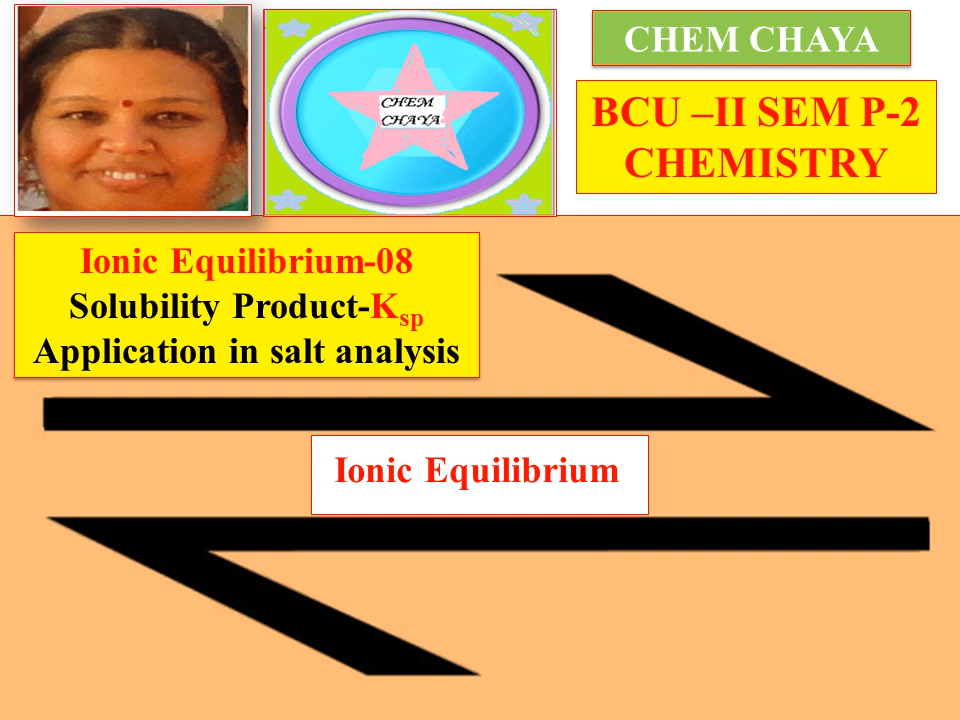 CHEM
CHAYA
CHEM CHAYA
BCU –II SEM P-2
CHEMISTRY
Ionic Equilibrium-08
Solubility Product-Ksp
Application in salt analysis
Ionic Equilibrium